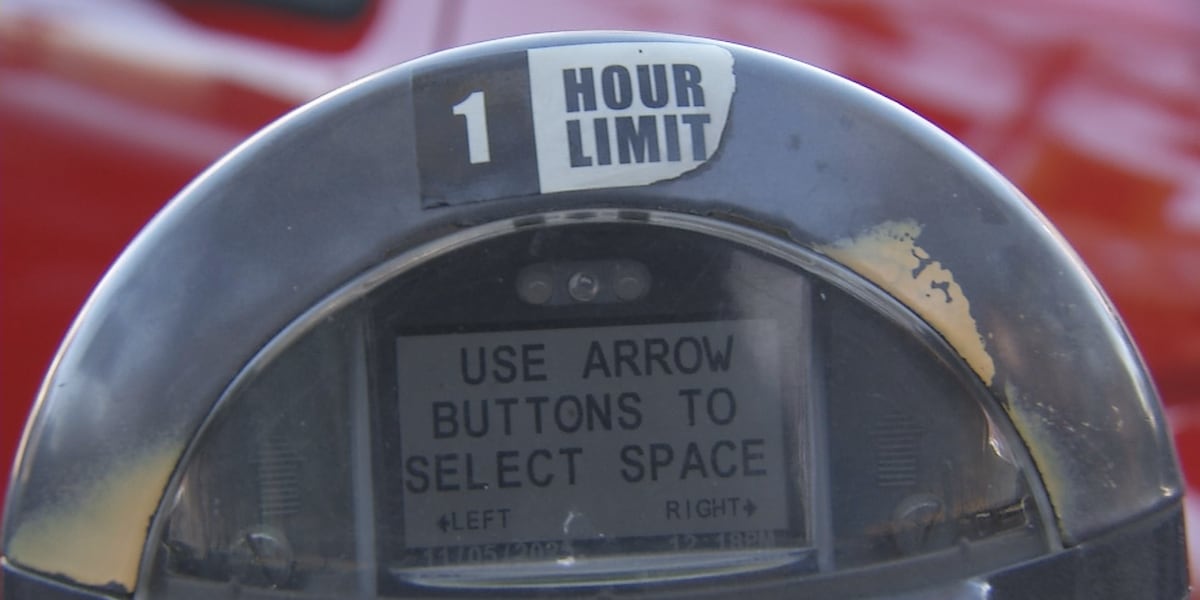 1 HOUR
LIMIT
USE ARROW
BUTTONS TO
SELECT SPACE
LEFT RIGHT